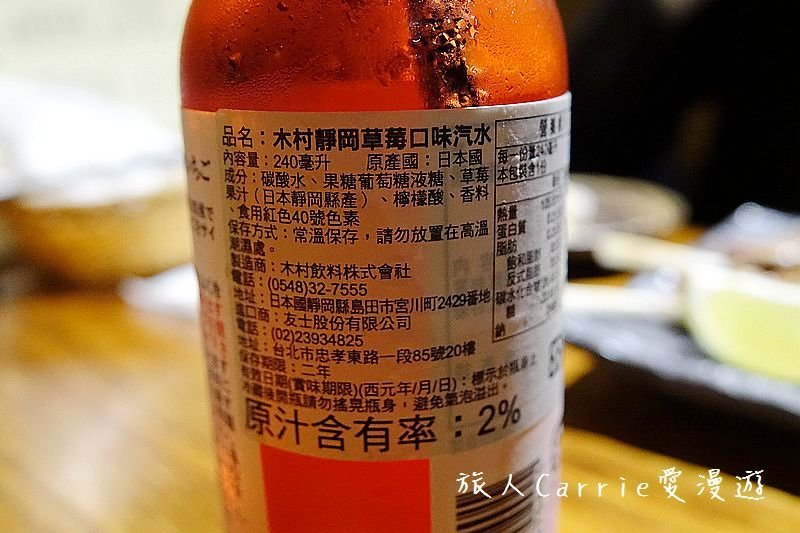 品名：木村靜岡草莓口味汽水
內容量：240毫升 原產國：日本國
成分：碳酸水、果糖葡萄糖液糖、草莓
果汁（日本靜岡縣產）、檸檬酸、香料
、食用紅色40號色素
保存方式：常溫保存，請勿放置在高溫
潮濕處。
製造商：木村飲料株式會社
電話：(0548)32-7555
地址：日本國靜岡縣島田市宮川町2429番地
進口商：友士股份有限公司
電話：(02)23934825
地址：台北市忠孝東路一段85號20樓
保存期限：二年
有效日期(賞味期限)(西元年/月/日)：標示於瓶身上
冷藏後開瓶請勿搖晃瓶身，避免氣泡溢出。
原汁含有率：2%
營養
每一份量240毫升
本包裝含1份
熱量
蛋白質
脂肪
飽和脂肪
反式脂肪
碳水化合物
糖
鈉
旅人Carrie愛漫遊